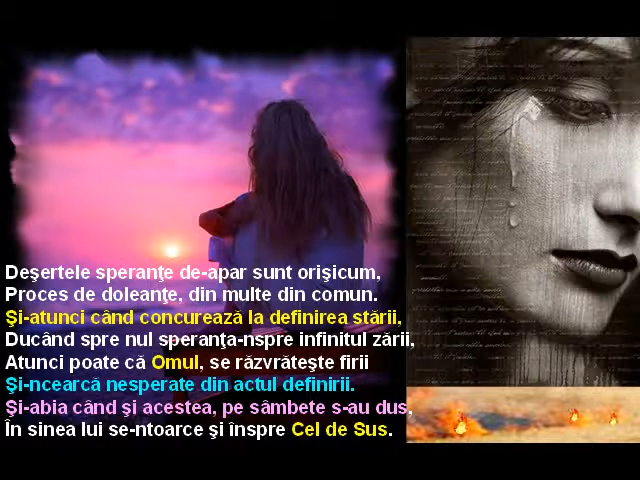 Deşertele speranţe de-apar sunt orişicum,
Proces de doleanţe, din multe din comun.
Şi-atunci când concurează la definirea stării,
Ducând spre nul speranţa-nspre infinitul zării,
Atunci poate că Omul, se răzvrăteşte firii
Şi-ncearcă nesperate din actul definirii.
Şi-abia când şi acestea, pe sâmbete s-au dus,
În sinea lui se-ntoarce şi înspre Cel de Sus.